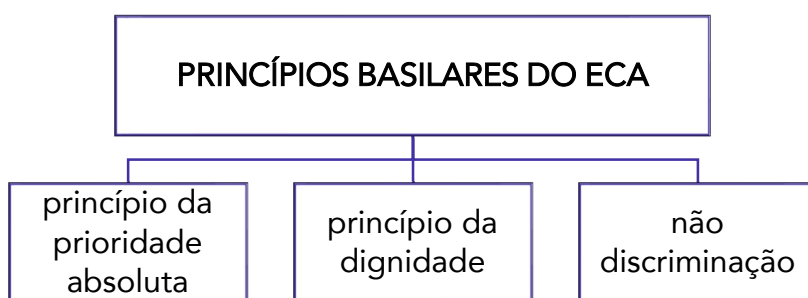 PRINCÍPIOS BASILARES DO ECA
princípio da
prioridade
absoluta
princípio da
dignidade
não
discriminação